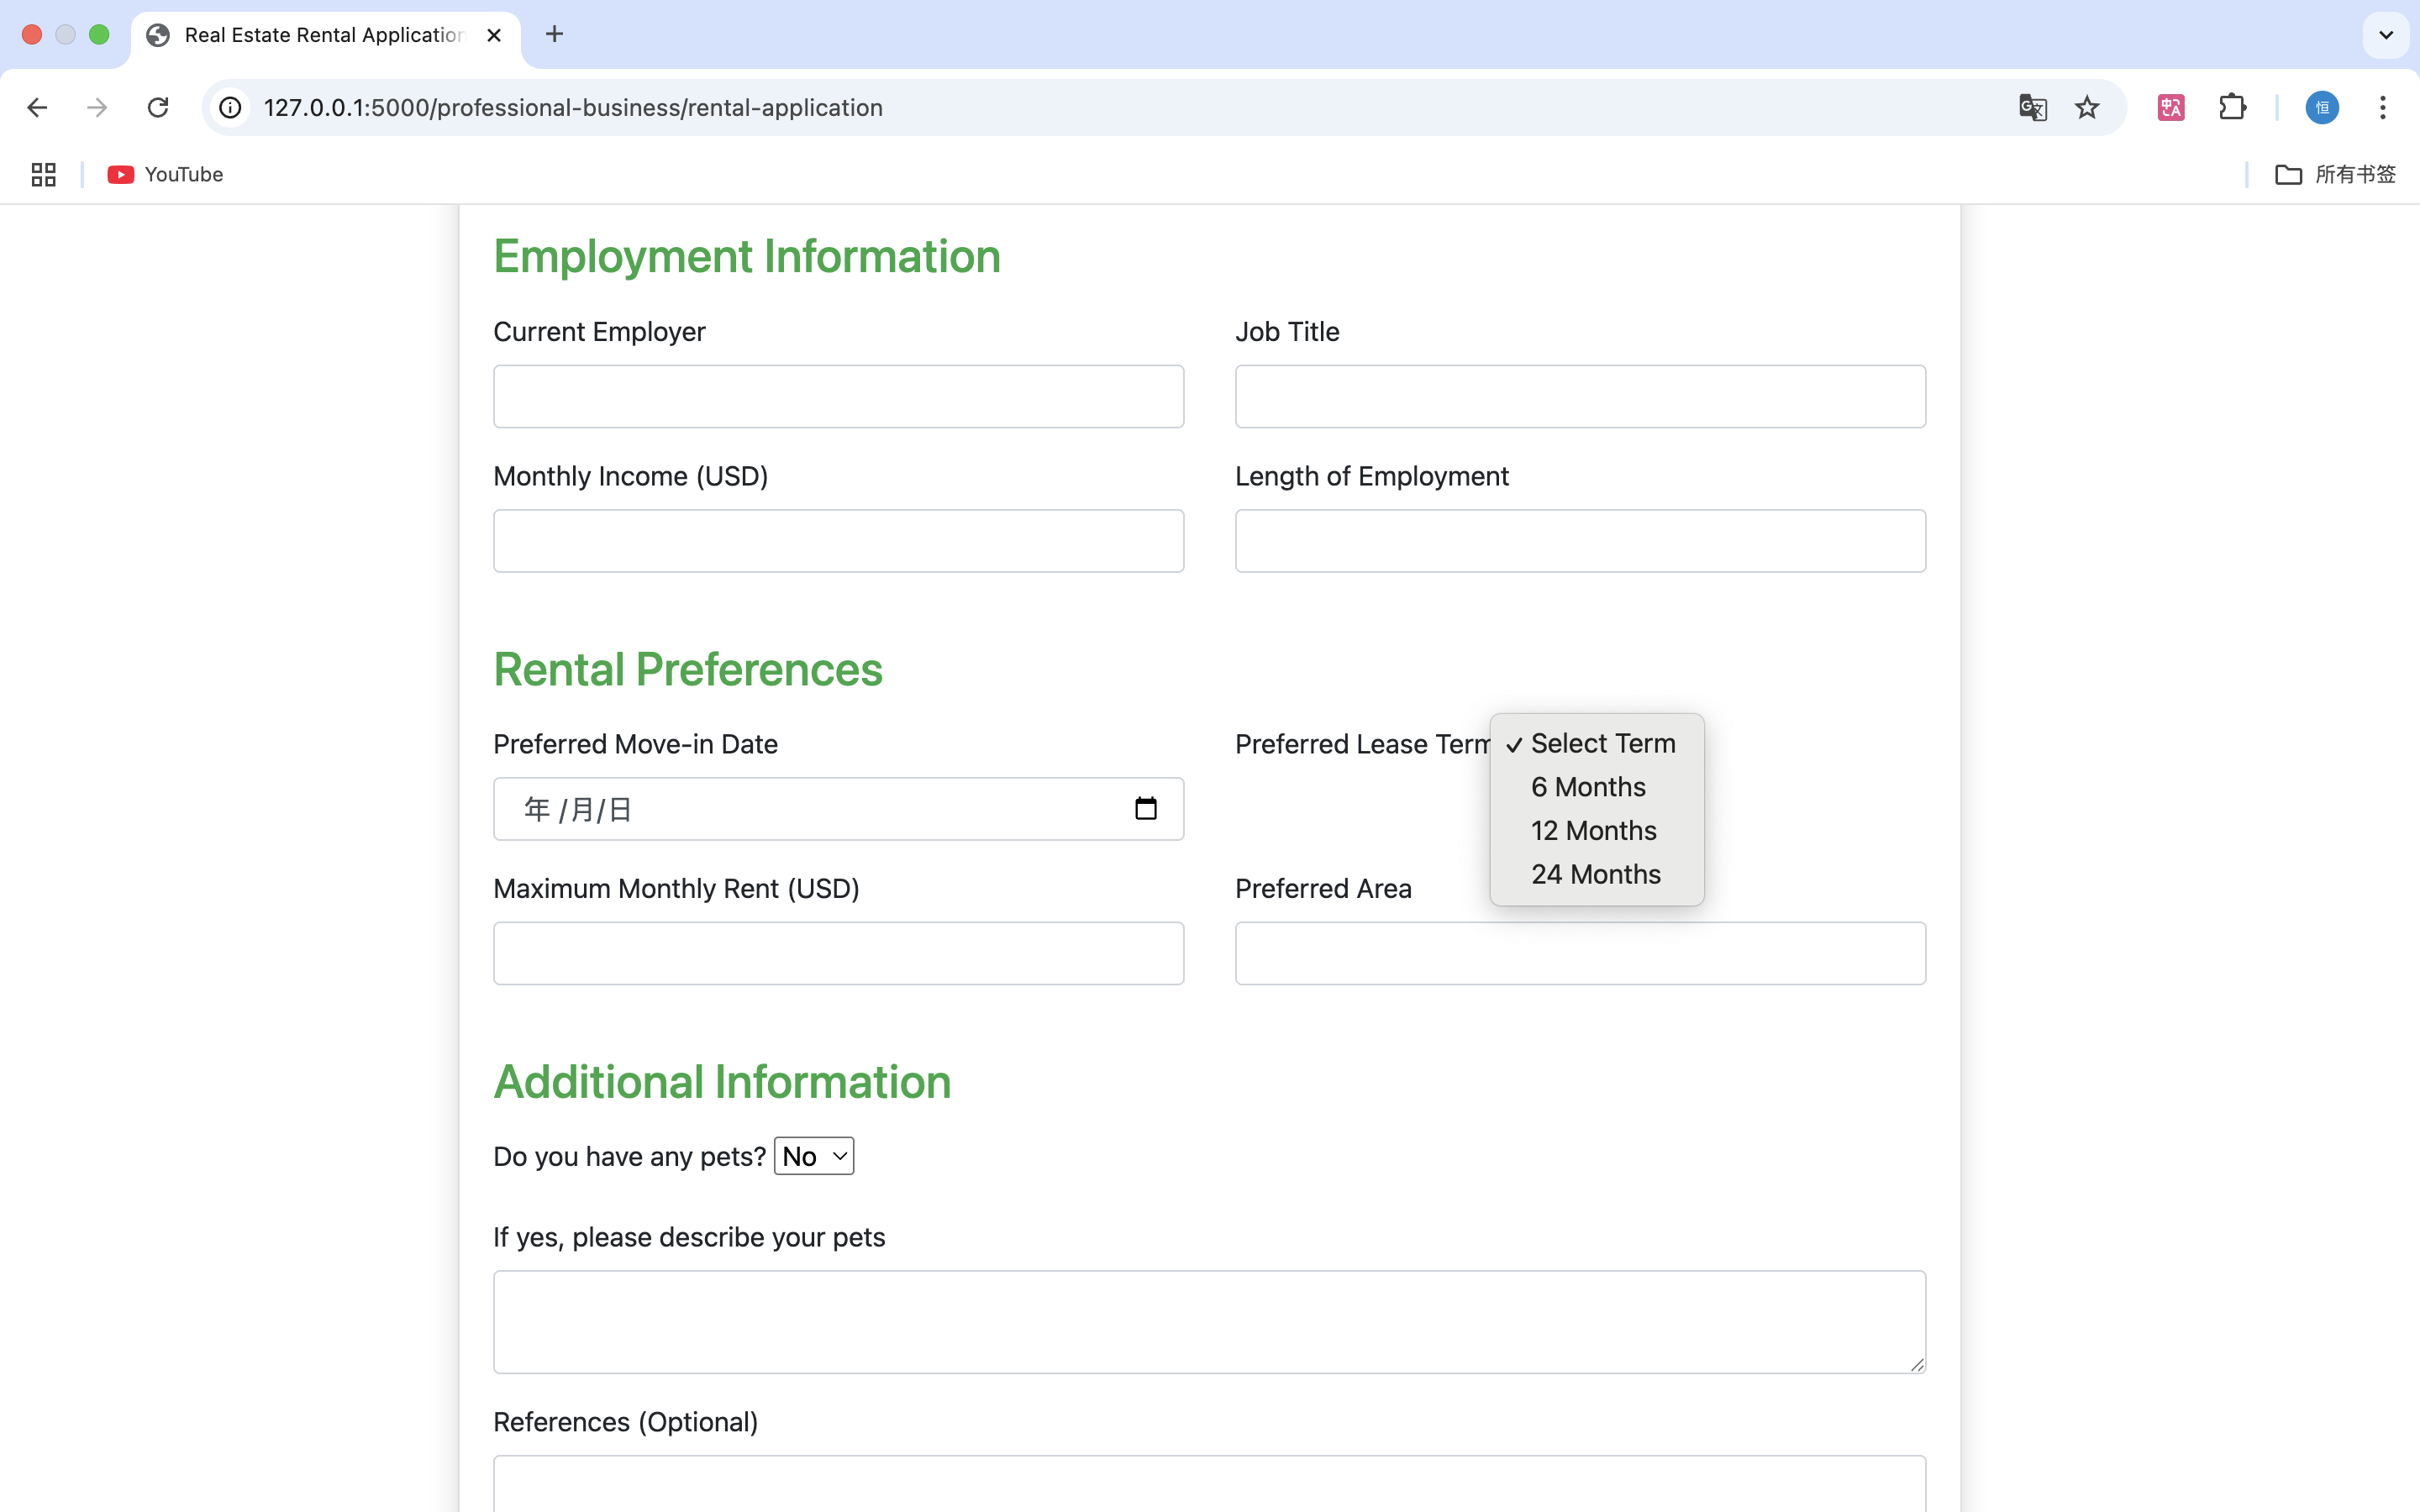 Real Estate Rental Application
127.0.0.1:5000/professional-business/rental-application
恒
YouTube
所有书签
Employment Information
Current Employer
Job Title
Monthly Income (USD)
Length of Employment
Rental Preferences
Preferred Move-in Date
Preferred Lease Term
✓ Select Term
6 Months
12 Months
24 Months
年 /月/日
Maximum Monthly Rent (USD)
Preferred Area
Additional Information
Do you have any pets? No
If yes, please describe your pets
References (Optional)